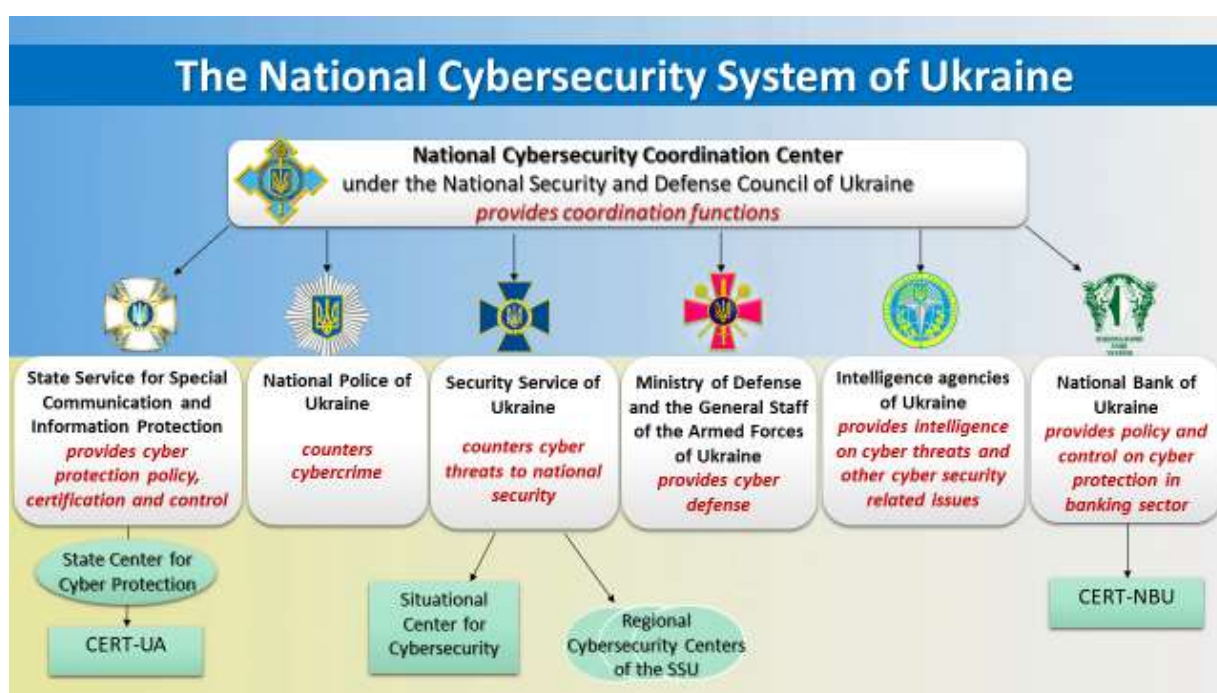 The National Cybersecurity System of Ukraine
National Cybersecurity Coordination Center
under the National Security and Defense Council of Ukraine
provides coordination functions
State Service for Special
Communication and
Information Protection
provides cyber
protection policy,
certification and control
National Police of
Ukraine
counters
cybercrime
Security Service of
Ukraine
counters cyber
threats to national
security
Ministry of Defense
and the General Staff
of the Armed Forces
of Ukraine
provides cyber
defense
Intelligence agencies
of Ukraine
provides intelligence
on cyber threats and
other cyber security
related issues
National Bank of
Ukraine
provides policy and
control on cyber
protection in
banking sector
State Center for
Cyber Protection
CERT-UA
Situational
Center for
Cybersecurity
Regional
Cybersecurity Centers
of the SSU
CERT-NBU